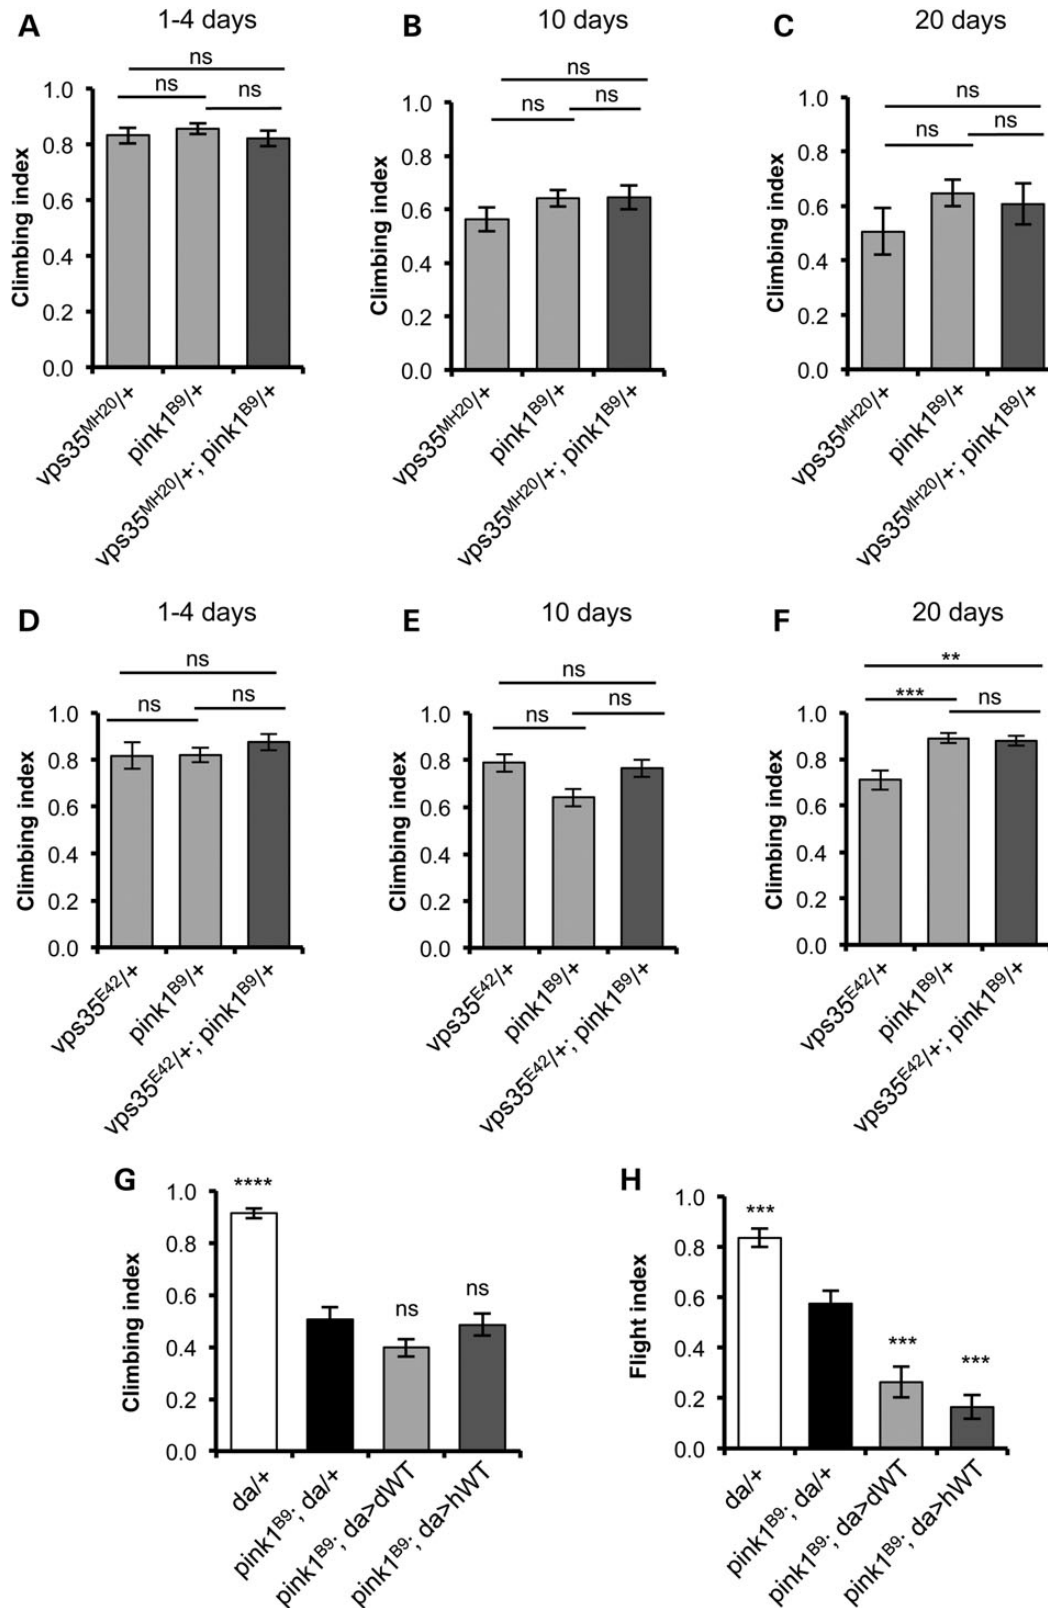 A 1-4 days
ns
ns ns
1.0
0.8
0.6
0.4
0.2
0.0
Climbing index
vps35MH20/+
pink1B9/+
vps35MH20/+; pink1B9/+
B 10 days
ns
ns ns
1.0
0.8
0.6
0.4
0.2
0.0
Climbing index
vps35MH20/+
pink1B9/+
vps35MH20/+; pink1B9/+
C 20 days
ns
ns ns
1.0
0.8
0.6
0.4
0.2
0.0
Climbing index
vps35MH20/+
pink1B9/+
vps35MH20/+; pink1B9/+
D 1-4 days
ns
ns ns
1.0
0.8
0.6
0.4
0.2
0.0
Climbing index
vps35E42/+
pink1B9/+
vps35E42/+; pink1B9/+
E 10 days
ns
ns ns
1.0
0.8
0.6
0.4
0.2
0.0
Climbing index
vps35E42/+
pink1B9/+
vps35E42/+; pink1B9/+
F 20 days
**
*** ns
1.0
0.8
0.6
0.4
0.2
0.0
Climbing index
vps35E42/+
pink1B9/+
vps35E42/+; pink1B9/+
G
****
ns
ns
1.0
0.8
0.6
0.4
0.2
0.0
Climbing index
da/+
pink1B9; da/+
pink1B9; da>dWT
pink1B9; da>hWT
H
***
***
***
1.0
0.8
0.6
0.4
0.2
0.0
Flight index
da/+
pink1B9; da/+
pink1B9; da>dWT
pink1B9; da>hWT